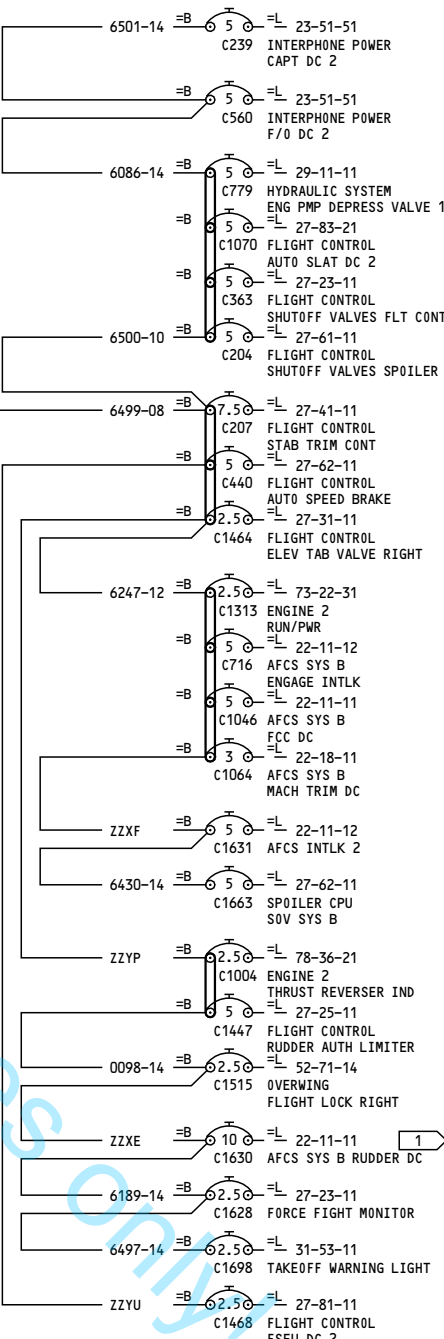 6501-14 =B 5 =L 23-51-51
C239 INTERPHONE POWER
CAPT DC 2
=B 5 =L 23-51-51
C560 INTERPHONE POWER
F/O DC 2
6086-14 =B 5 =L 29-11-11
C779 HYDRAULIC SYSTEM
ENG PMP DEPRESS VALVE 1
=B 5 =L 27-83-21
C1070 FLIGHT CONTROL
AUTO SLAT DC 2
=B 5 =L 27-23-11
C363 FLIGHT CONTROL
SHUTOFF VALVES FLT CONT
6500-10 =B 5 =L 27-61-11
C204 FLIGHT CONTROL
SHUTOFF VALVES SPOILER
6499-08 =B 7.5 =L 27-41-11
C207 FLIGHT CONTROL
STAB TRIM CONT
=B 5 =L 27-62-11
C440 FLIGHT CONTROL
AUTO SPEED BRAKE
=B 2.5 =L 27-31-11
C1464 FLIGHT CONTROL
ELEV TAB VALVE RIGHT
6247-12 =B 2.5 =L 73-22-31
C1313 ENGINE 2
RUN/PWR
=B 5 =L 22-11-12
C716 AFCS SYS B
ENGAGE INTLK
=B 5 =L 22-11-11
C1046 AFCS SYS B
FCC DC
=B 3 =L 22-18-11
C1064 AFCS SYS B
MACH TRIM DC
ZZXF =B 5 =L 22-11-12
C1631 AFCS INTLK 2
6430-14 =B 5 =L 27-62-11
C1663 SPOILER CPU
SOV SYS B
ZZYP =B 2.5 =L 78-36-21
C1004 ENGINE 2
THRUST REVERSER IND
=B 5 =L 27-25-11
C1447 FLIGHT CONTROL
RUDDER AUTH LIMITER
0098-14 =B 2.5 =L 52-71-14
C1515 OVERWING
FLIGHT LOCK RIGHT
ZZXE =B 10 =L 22-11-11 1
C1630 AFCS SYS B RUDDER DC
6189-14 =B 2.5 =L 27-23-11
C1628 FORCE FIGHT MONITOR
6497-14 =B 2.5 =L 31-53-11
C1698 TAKEOFF WARNING LIGHT
ZZYU =B 2.5 =L 27-81-11
C1468 FLIGHT CONTROL
FSEU DC 2
es only!